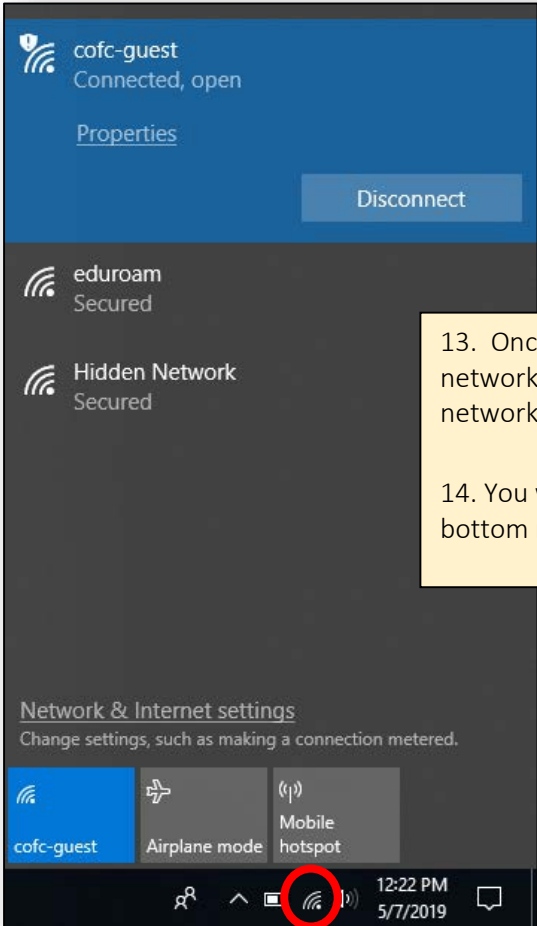 cofc-guest
Connected, open
Properties
Disconnect
eduroam
Secured
Hidden Network
Secured
13. Onc
network
network
14. You
bottom
Network & Internet settings
Change settings, such as making a connection metered.
cofc-guest
Airplane mode
Mobile
hotspot
12:22 PM
5/7/2019